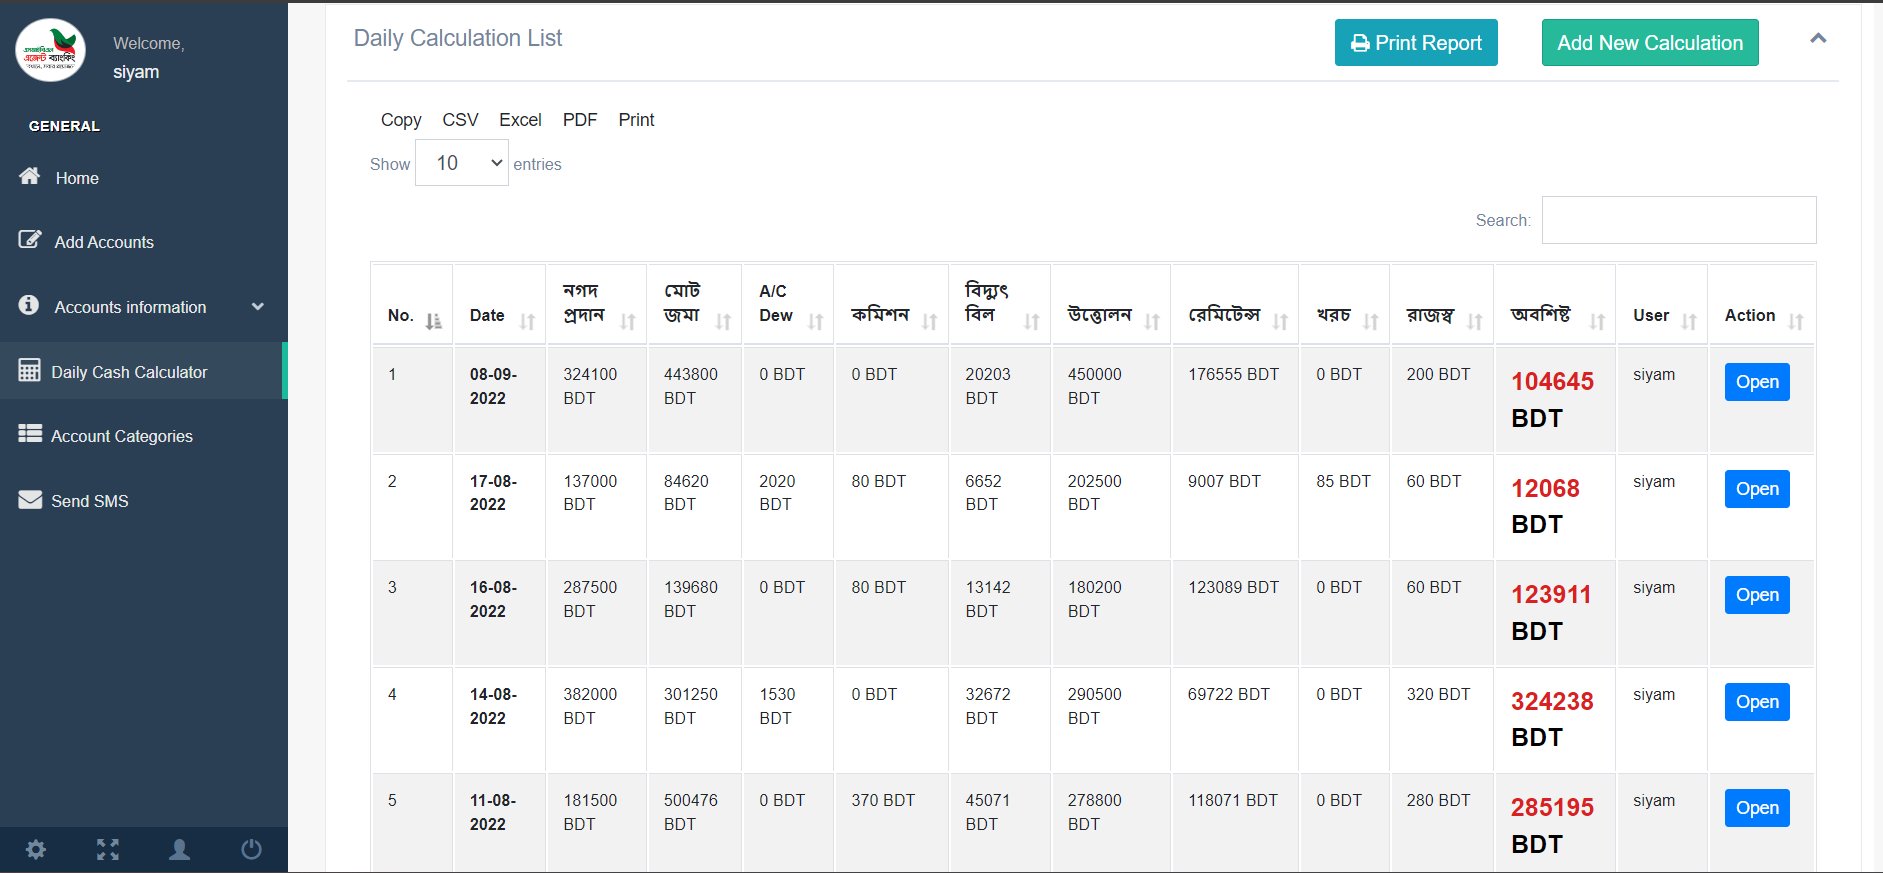 এজেন্ট ব্যাংকিং
Welcome,
siyam
GENERAL
Home
Add Accounts
Accounts information
Daily Cash Calculator
Account Categories
Send SMS
Daily Calculation List
Print Report
Add New Calculation
Copy CSV Excel PDF Print
Show 10 entries
Search:
No. Date নগদ প্রদান মোট জমা A/C Dew কমিশন বিদ্যুৎ বিল উত্তোলন রেমিটেন্স খরচ রাজস্ব অবশিষ্ট User Action
1 08-09-2022 324100 BDT 443800 BDT 0 BDT 0 BDT 20203 BDT 450000 BDT 176555 BDT 0 BDT 200 BDT 104645 BDT siyam Open
2 17-08-2022 137000 BDT 84620 BDT 2020 BDT 80 BDT 6652 BDT 202500 BDT 9007 BDT 85 BDT 60 BDT 12068 BDT siyam Open
3 16-08-2022 287500 BDT 139680 BDT 0 BDT 80 BDT 13142 BDT 180200 BDT 123089 BDT 0 BDT 60 BDT 123911 BDT siyam Open
4 14-08-2022 382000 BDT 301250 BDT 1530 BDT 0 BDT 32672 BDT 290500 BDT 69722 BDT 0 BDT 320 BDT 324238 BDT siyam Open
5 11-08-2022 181500 BDT 500476 BDT 0 BDT 370 BDT 45071 BDT 278800 BDT 118071 BDT 0 BDT 280 BDT 285195 BDT siyam Open